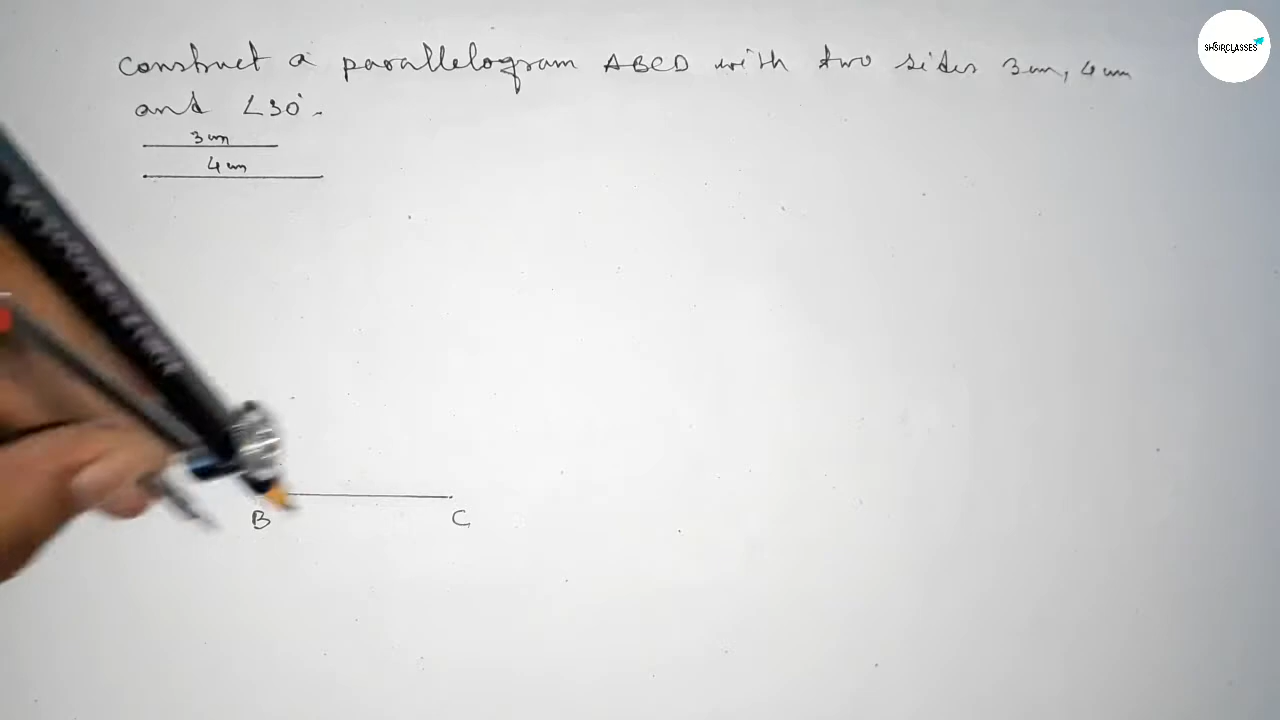 construct a parallelogram ABCD with two sides 3cm, 4cm
and ∠30°.
3cm
4cm
B C
SHSIRCLASSES